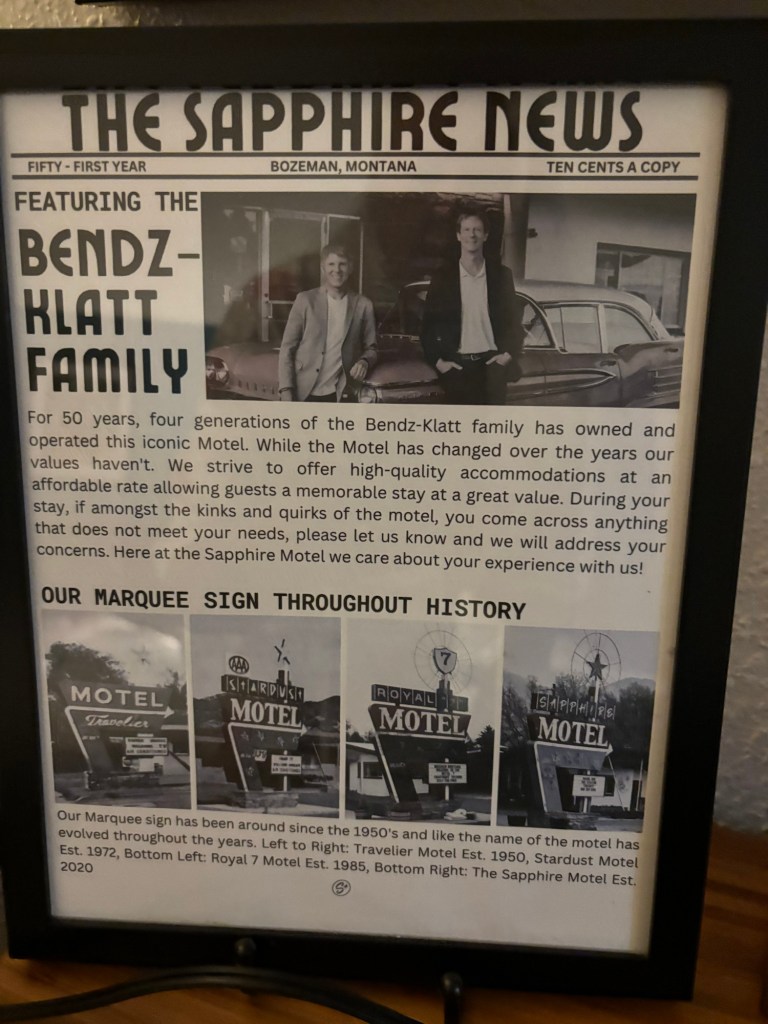 THE SAPPHIRE NEWS
FIFTY - FIRST YEAR BOZEMAN, MONTANA TEN CENTS A COPY
FEATURING THE
BENDZ-
KLATT
FAMILY
For 50 years, four generations of the Bendz-Klatt family has owned and
operated this iconic Motel. While the Motel has changed over the years our
values haven't. We strive to offer high-quality accommodations at an
affordable rate allowing guests a memorable stay at a great value. During your
stay, if amongst the kinks and quirks of the motel, you come across anything
that does not meet your needs, please let us know and we will address your
concerns. Here at the Sapphire Motel we care about your experience with us!
OUR MARQUEE SIGN THROUGHOUT HISTORY
MOTEL
Travelier
AAA
STARDUST
MOTEL
7
ROYAL
MOTEL
SAPPHIRE
MOTEL
Our Marquee sign has been around since the 1950's and like the name of the motel has
evolved throughout the years. Left to Right: Travelier Motel Est. 1950, Stardust Motel
Est. 1972, Bottom Left: Royal 7 Motel Est. 1985, Bottom Right: The Sapphire Motel Est.
2020